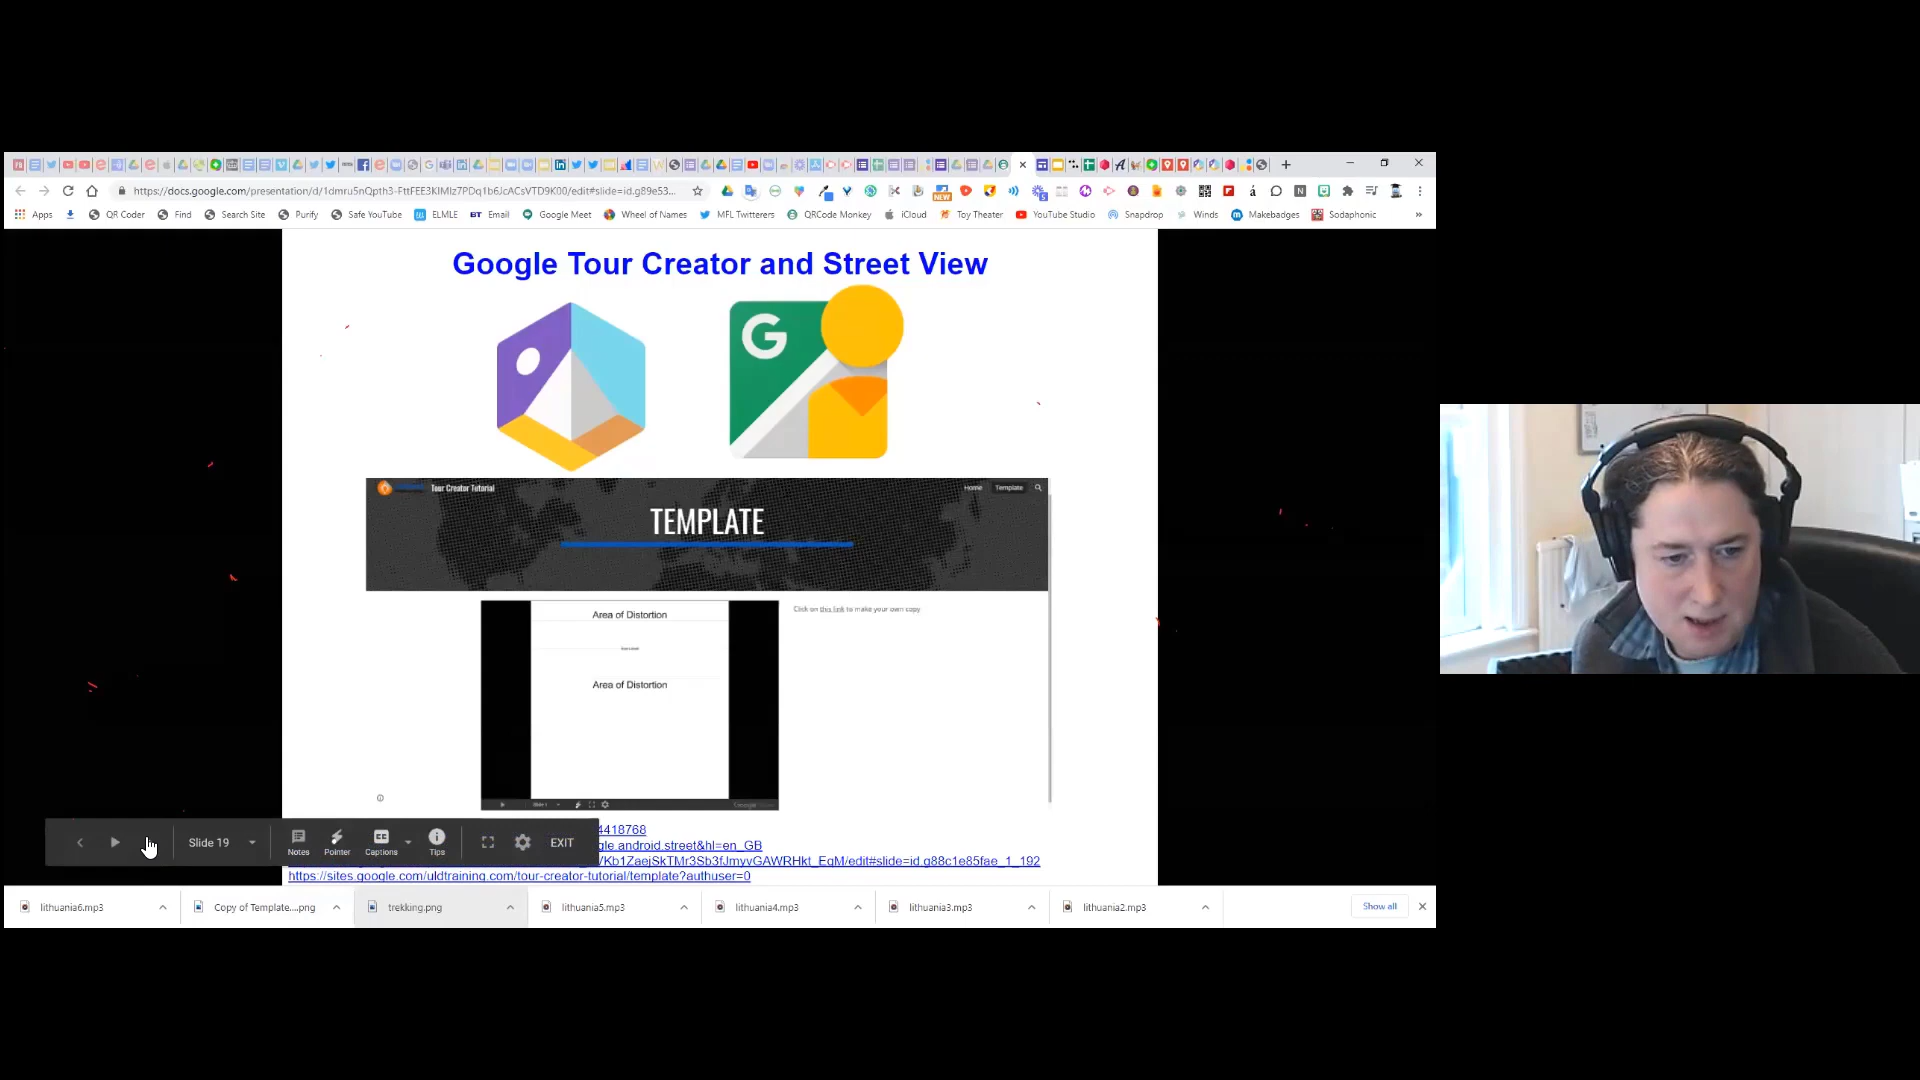 https://docs.google.com/presentation/d/1dmru5nQpth3-FttFEE3KIMIz7PDq1b6JcACsVTD9K00/edit#slide=id.g89e53...
Apps
QR Coder
Find
Search Site
Purify
Safe YouTube
ELMLE
BT Email
Google Meet
Wheel of Names
MFL Twitterers
QRCode Monkey
iCloud
Toy Theater
YouTube Studio
Snapdrop
Winds
Makebadges
Sodaphonic
Google Tour Creator and Street View
G
Tour Creator Tutorial
Home
Template
TEMPLATE
Area of Distortion
Click on this link to make your own copy.
Area of Distortion
4418768
gle.android.street&hl=en_GB
/Kb1ZaejSkTMr3Sb3fJmyvGAWRHkt_EqM/edit#slide=id.g88c1e85fae_1_192
https://sites.google.com/uldtraining.com/tour-creator-tutorial/template?authuser=0
Slide 19
Notes
Pointer
Captions
Tips
EXIT
lithuania6.mp3
Copy of Template....png
trekking.png
lithuania5.mp3
lithuania4.mp3
lithuania3.mp3
lithuania2.mp3
Show all